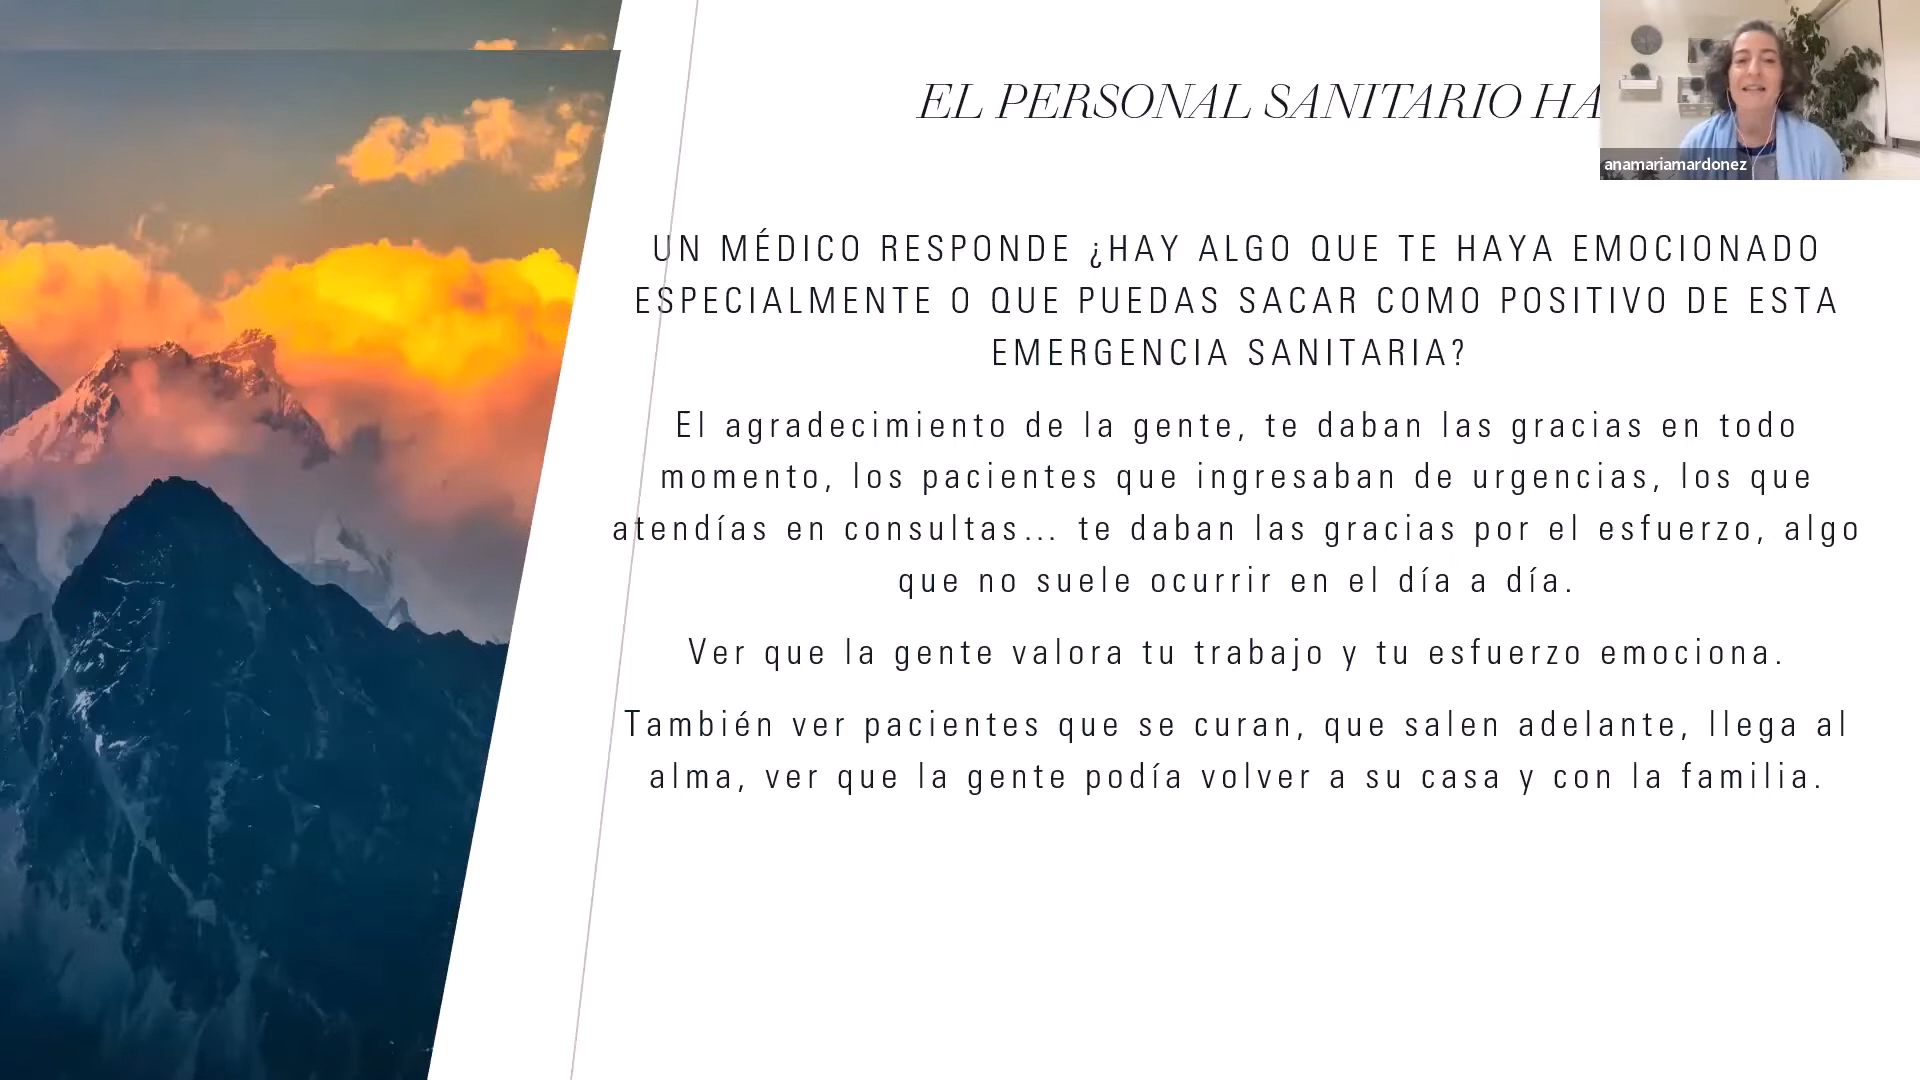 EL PERSONAL SANITARIO
anamariamardonez
UN MÉDICO RESPONDE ¿HAY ALGO QUE TE HAYA EMOCIONADO
ESPECIALMENTE O QUE PUEDAS SACAR COMO POSITIVO DE ESTA
EMERGENCIA SANITARIA?
El agradecimiento de la gente, te daban las gracias en todo
momento, los pacientes que ingresaban de urgencias, los que
atendías en consultas... te daban las gracias por el esfuerzo, algo
que no suele ocurrir en el día a día.
Ver que la gente valora tu trabajo y tu esfuerzo emociona.
También ver pacientes que se curan, que salen adelante, llega al
alma, ver que la gente podía volver a su casa y con la familia.